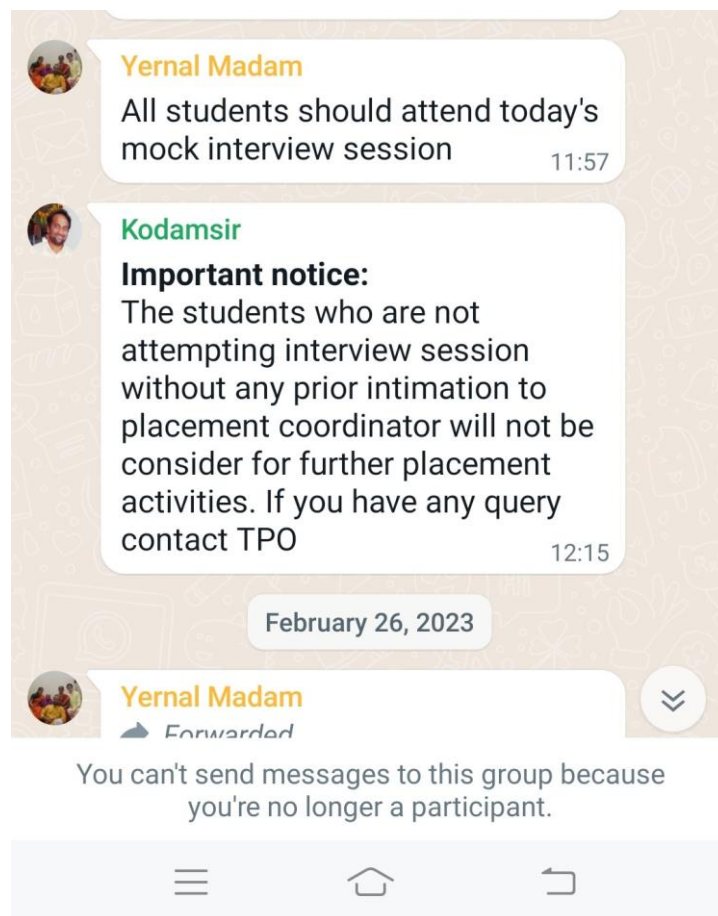 Yernal Madam
All students should attend today's
mock interview session
11:57
Kodamsir
Important notice:
The students who are not
attempting interview session
without any prior intimation to
placement coordinator will not be
consider for further placement
activities. If you have any query
contact TPO
12:15
February 26, 2023
Yernal Madam
Forwarded
You can't send messages to this group because
you're no longer a participant.